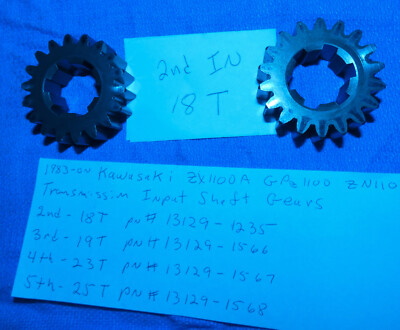 2nd IN
18T
1983-04 Kawasaki ZX1100A GPz1100 ZN110
Transmission Input Shaft Gears
2nd - 18T pn# 13129-1235
3rd - 19T pn# 13129-1566
4th - 23T pn# 13129-1567
5th - 25T pn# 13129-1568